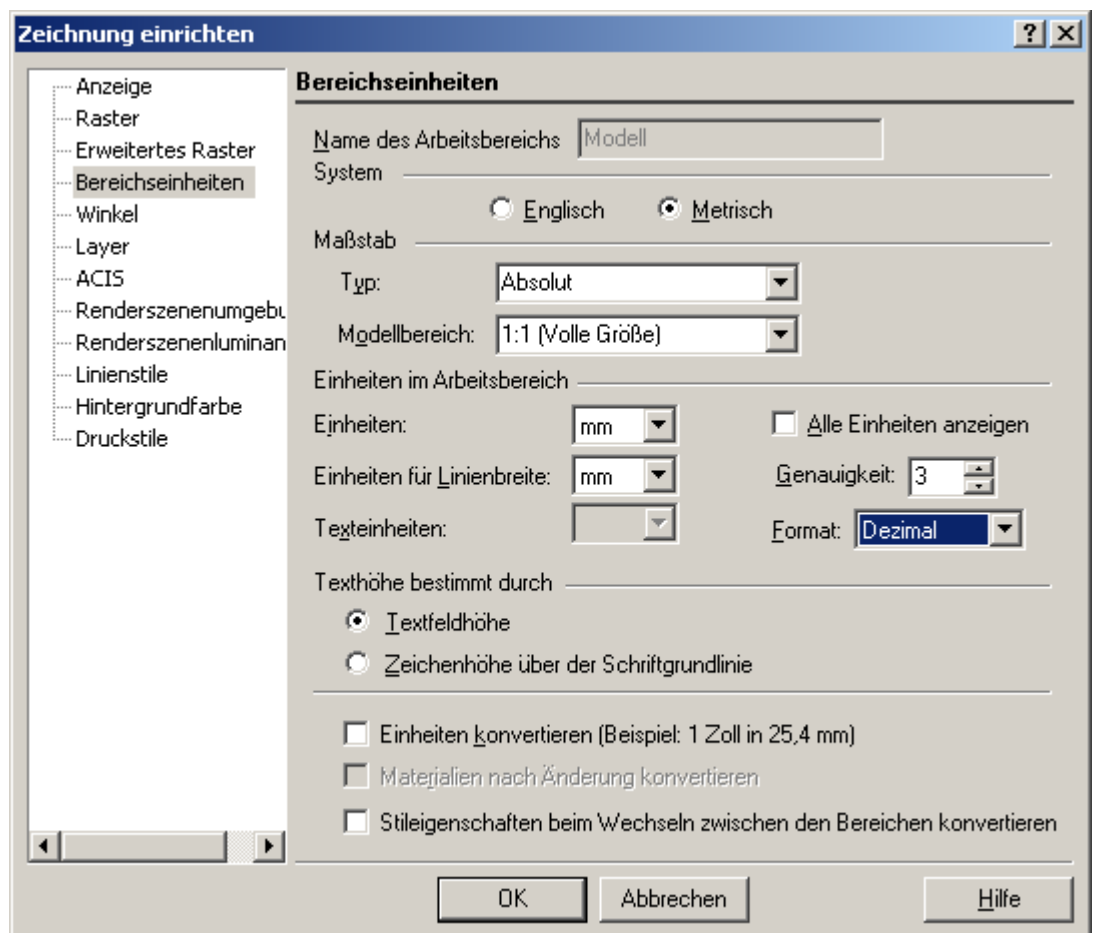 Zeichnung einrichten
Anzeige
Raster
Erweitertes Raster
Bereichseinheiten
Winkel
Layer
ACIS
Renderszenenumgebu
Renderszenenluminan
Linienstile
Hintergrundfarbe
Druckstile
Bereichseinheiten
Name des Arbeitsbereichs Modell
System
Englisch Metrisch
Maßstab
Typ: Absolut
Modellbereich: 1:1 (Volle Größe)
Einheiten im Arbeitsbereich
Einheiten: mm Alle Einheiten anzeigen
Einheiten für Linienbreite: mm Genauigkeit: 3
Texteinheiten: Format: Dezimal
Texthöhe bestimmt durch
Textfeldhöhe
Zeichenhöhe über der Schriftgrundlinie
Einheiten konvertieren (Beispiel: 1 Zoll in 25,4 mm)
Materialien nach Änderung konvertieren
Stileigenschaften beim Wechseln zwischen den Bereichen konvertieren
OK Abbrechen Hilfe